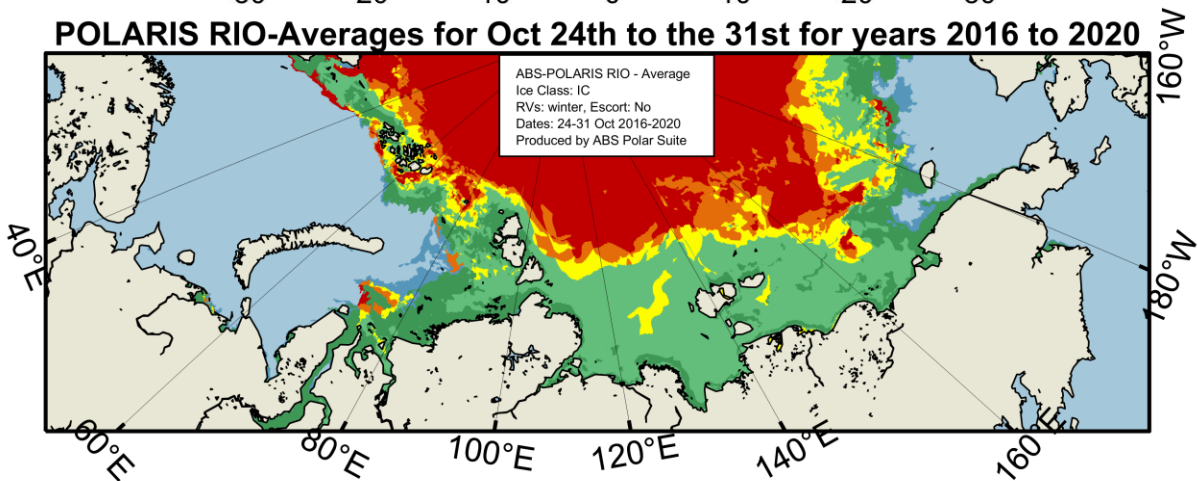 POLARIS RIO-Averages for Oct 24th to the 31st for years 2016 to 2020
ABS-POLARIS RIO - Average
Ice Class: IC
RVs: winter, Escort: No
Dates: 24-31 Oct 2016-2020
Produced by ABS Polar Suite
160°W
40°E
180°W
60°E
80°E
100°E
120°E
140°E
160°E